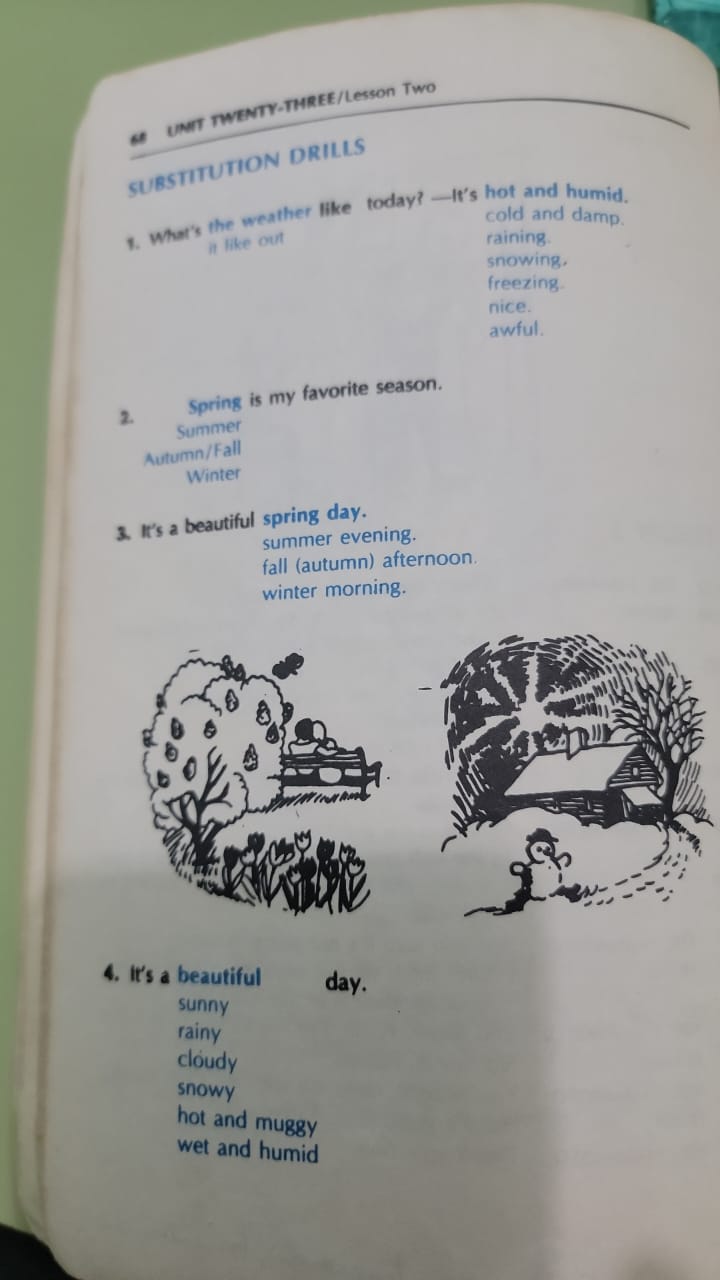 68 UNIT TWENTY-THREE/Lesson Two
SUBSTITUTION DRILLS
1. What's the weather like today? —It's hot and humid.
it like out
cold and damp.
raining.
snowing.
freezing.
nice.
awful.
2. Spring is my favorite season.
Summer
Autumn/Fall
Winter
3. It's a beautiful spring day.
summer evening.
fall (autumn) afternoon.
winter morning.
4. It's a beautiful day.
sunny
rainy
cloudy
snowy
hot and muggy
wet and humid